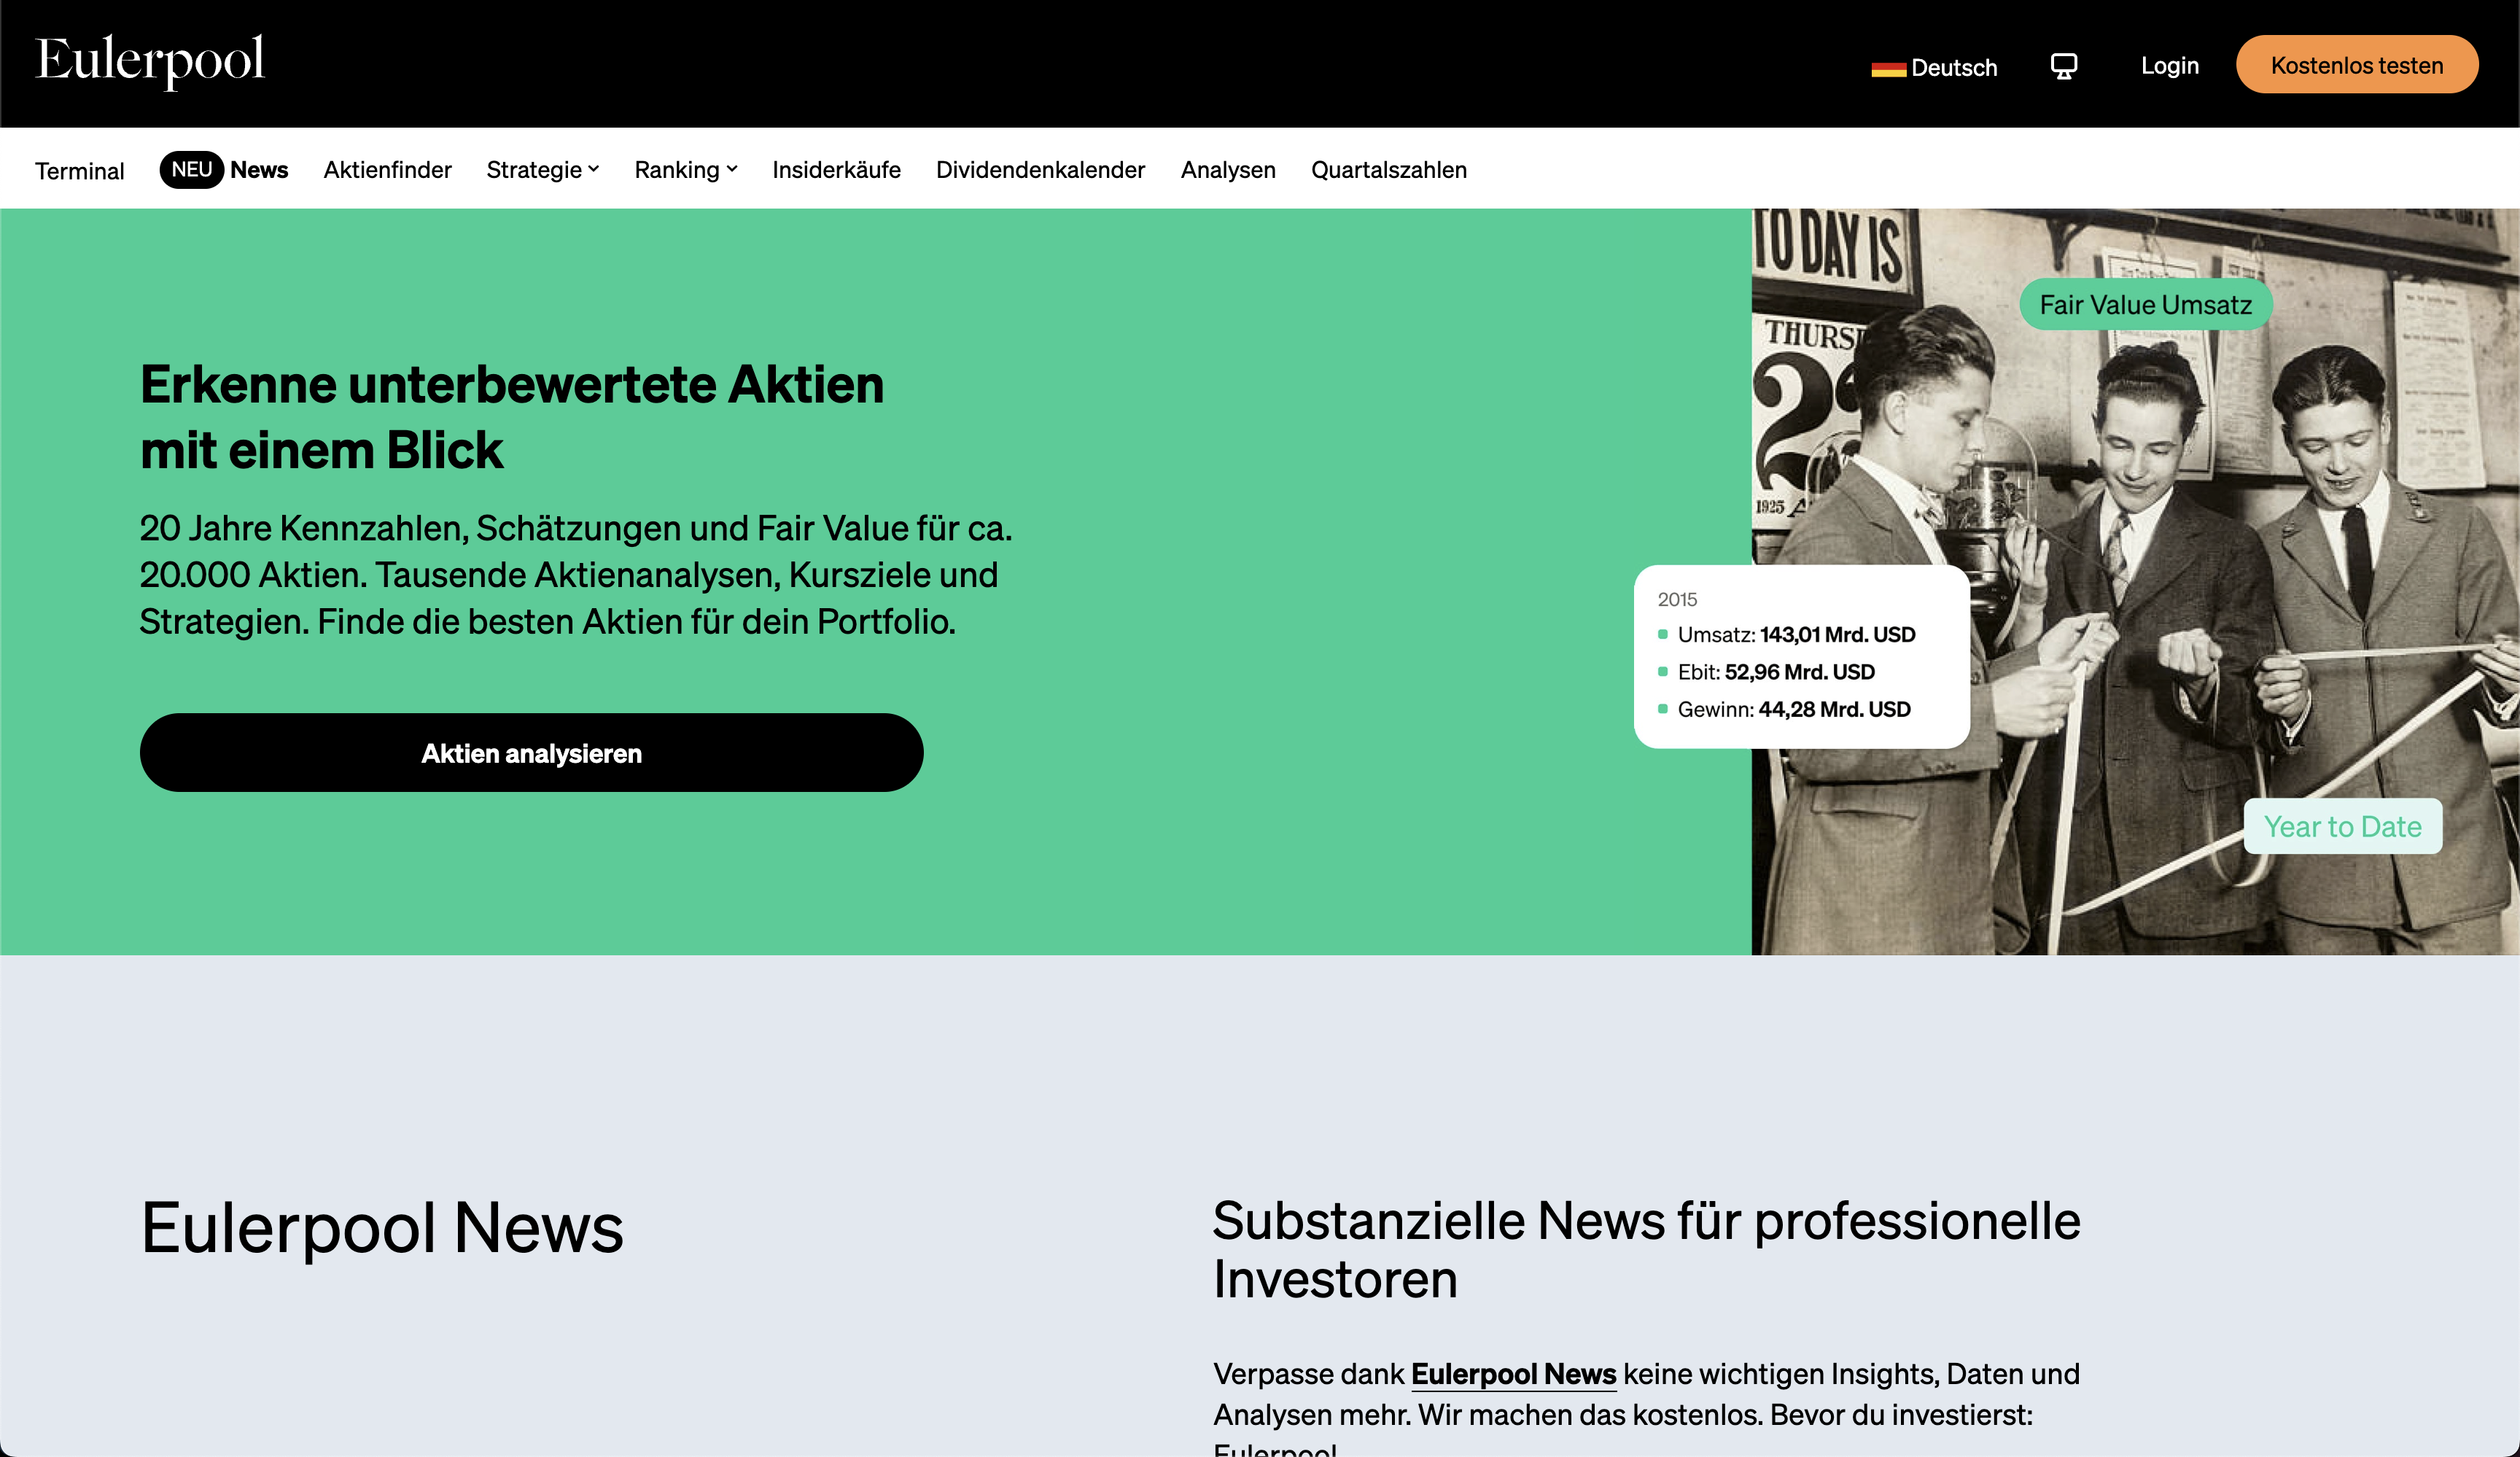 Eulerpool
Deutsch
Login
Kostenlos testen
Terminal
NEU News
Aktienfinder
Strategie
Ranking
Insiderkäufe
Dividendenkalender
Analysen
Quartalszahlen
Erkenne unterbewertete Aktien
mit einem Blick
20 Jahre Kennzahlen, Schätzungen und Fair Value für ca.
20.000 Aktien. Tausende Aktienanalysen, Kursziele und
Strategien. Finde die besten Aktien für dein Portfolio.
Aktien analysieren
TO DAY IS
THURS
1925
Fair Value Umsatz
2015
Umsatz: 143,01 Mrd. USD
Ebit: 52,96 Mrd. USD
Gewinn: 44,28 Mrd. USD
Year to Date
Eulerpool News
Substanzielle News für professionelle
Investoren
Verpasse dank Eulerpool News keine wichtigen Insights, Daten und
Analysen mehr. Wir machen das kostenlos. Bevor du investierst:
Eulerpool